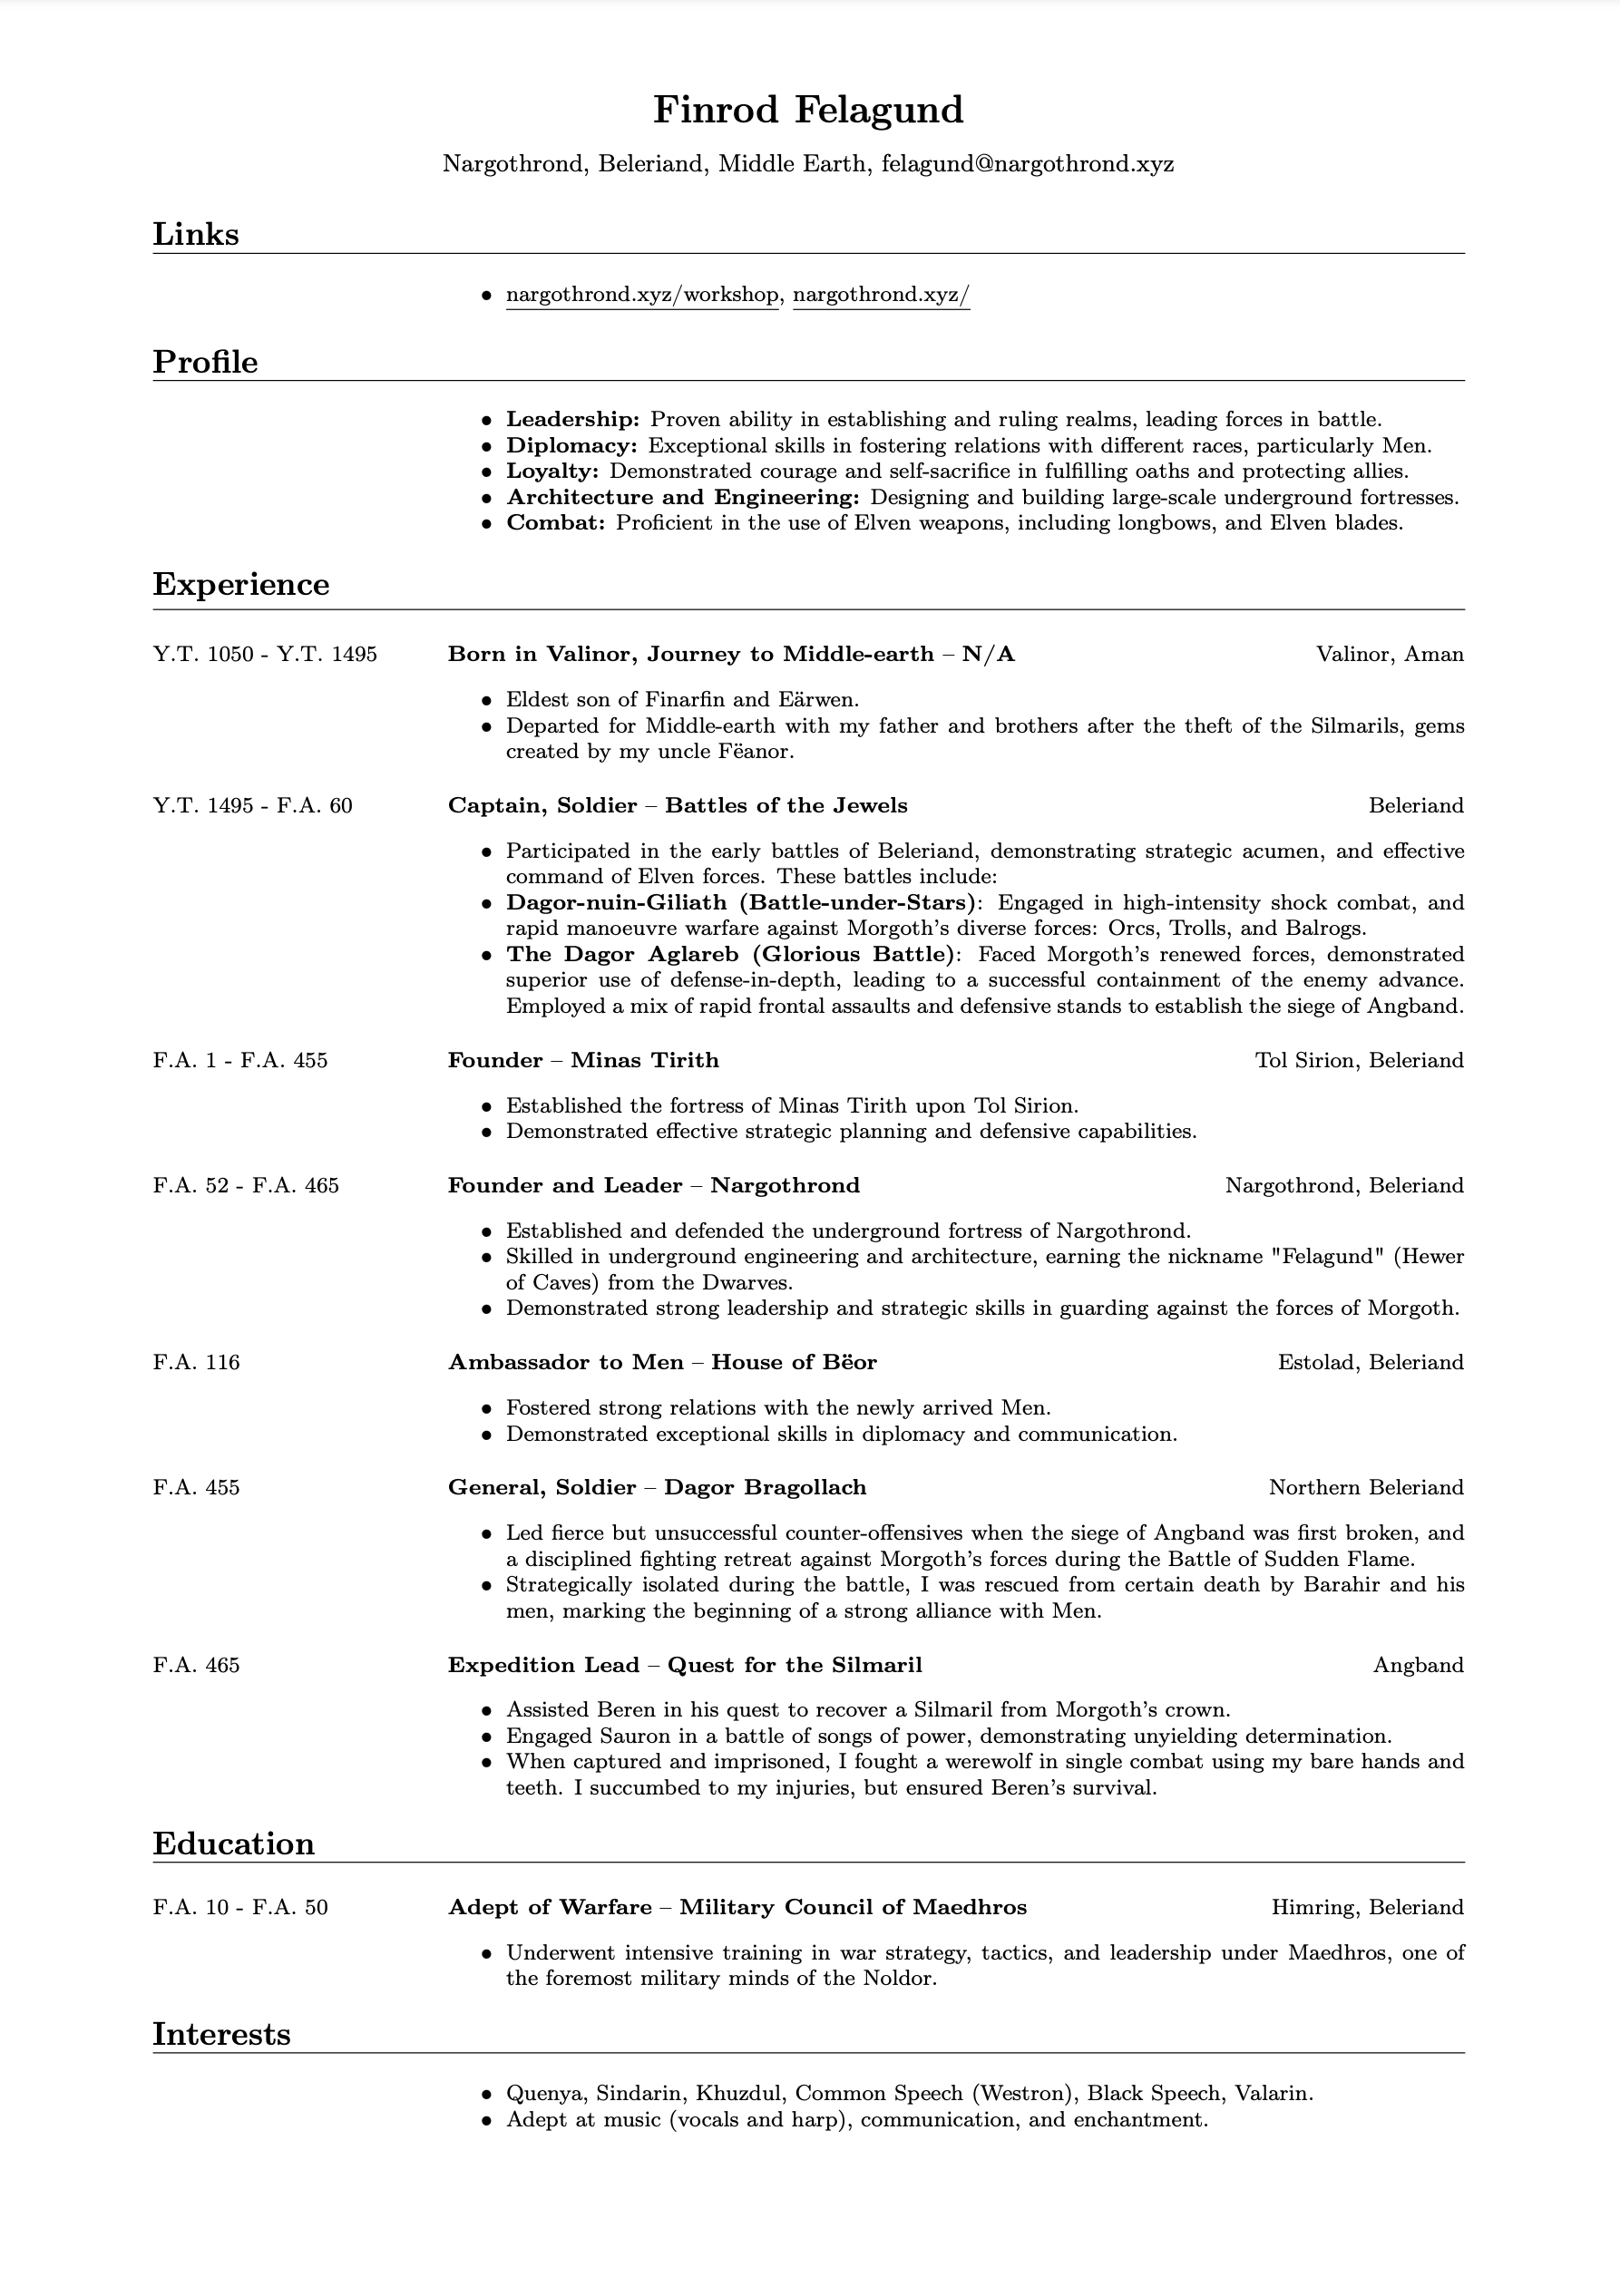 Finrod Felagund
Nargothrond, Beleriand, Middle Earth, felagund@nargothrond.xyz
Links
• nargothrond.xyz/workshop, nargothrond.xyz/
Profile
• Leadership: Proven ability in establishing and ruling realms, leading forces in battle.
• Diplomacy: Exceptional skills in fostering relations with different races, particularly Men.
• Loyalty: Demonstrated courage and self-sacrifice in fulfilling oaths and protecting allies.
• Architecture and Engineering: Designing and building large-scale underground fortresses.
• Combat: Proficient in the use of Elven weapons, including longbows, and Elven blades.
Experience
Y.T. 1050 - Y.T. 1495 Born in Valinor, Journey to Middle-earth – N/A Valinor, Aman
• Eldest son of Finarfin and Eärwen.
• Departed for Middle-earth with my father and brothers after the theft of the Silmarils, gems
created by my uncle Fëanor.
Y.T. 1495 - F.A. 60 Captain, Soldier – Battles of the Jewels Beleriand
• Participated in the early battles of Beleriand, demonstrating strategic acumen, and effective
command of Elven forces. These battles include:
• Dagor-nuin-Giliath (Battle-under-Stars): Engaged in high-intensity shock combat, and
rapid manoeuvre warfare against Morgoth's diverse forces: Orcs, Trolls, and Balrogs.
• The Dagor Aglareb (Glorious Battle): Faced Morgoth's renewed forces, demonstrated
superior use of defense-in-depth, leading to a successful containment of the enemy advance.
Employed a mix of rapid frontal assaults and defensive stands to establish the siege of Angband.
F.A. 1 - F.A. 455 Founder – Minas Tirith Tol Sirion, Beleriand
• Established the fortress of Minas Tirith upon Tol Sirion.
• Demonstrated effective strategic planning and defensive capabilities.
F.A. 52 - F.A. 465 Founder and Leader – Nargothrond Nargothrond, Beleriand
• Established and defended the underground fortress of Nargothrond.
• Skilled in underground engineering and architecture, earning the nickname "Felagund" (Hewer
of Caves) from the Dwarves.
• Demonstrated strong leadership and strategic skills in guarding against the forces of Morgoth.
F.A. 116 Ambassador to Men – House of Bëor Estolad, Beleriand
• Fostered strong relations with the newly arrived Men.
• Demonstrated exceptional skills in diplomacy and communication.
F.A. 455 General, Soldier – Dagor Bragollach Northern Beleriand
• Led fierce but unsuccessful counter-offensives when the siege of Angband was first broken, and
a disciplined fighting retreat against Morgoth's forces during the Battle of Sudden Flame.
• Strategically isolated during the battle, I was rescued from certain death by Barahir and his
men, marking the beginning of a strong alliance with Men.
F.A. 465 Expedition Lead – Quest for the Silmaril Angband
• Assisted Beren in his quest to recover a Silmaril from Morgoth's crown.
• Engaged Sauron in a battle of songs of power, demonstrating unyielding determination.
• When captured and imprisoned, I fought a werewolf in single combat using my bare hands and
teeth. I succumbed to my injuries, but ensured Beren's survival.
Education
F.A. 10 - F.A. 50 Adept of Warfare – Military Council of Maedhros Himring, Beleriand
• Underwent intensive training in war strategy, tactics, and leadership under Maedhros, one of
the foremost military minds of the Noldor.
Interests
• Quenya, Sindarin, Khuzdul, Common Speech (Westron), Black Speech, Valarin.
• Adept at music (vocals and harp), communication, and enchantment.